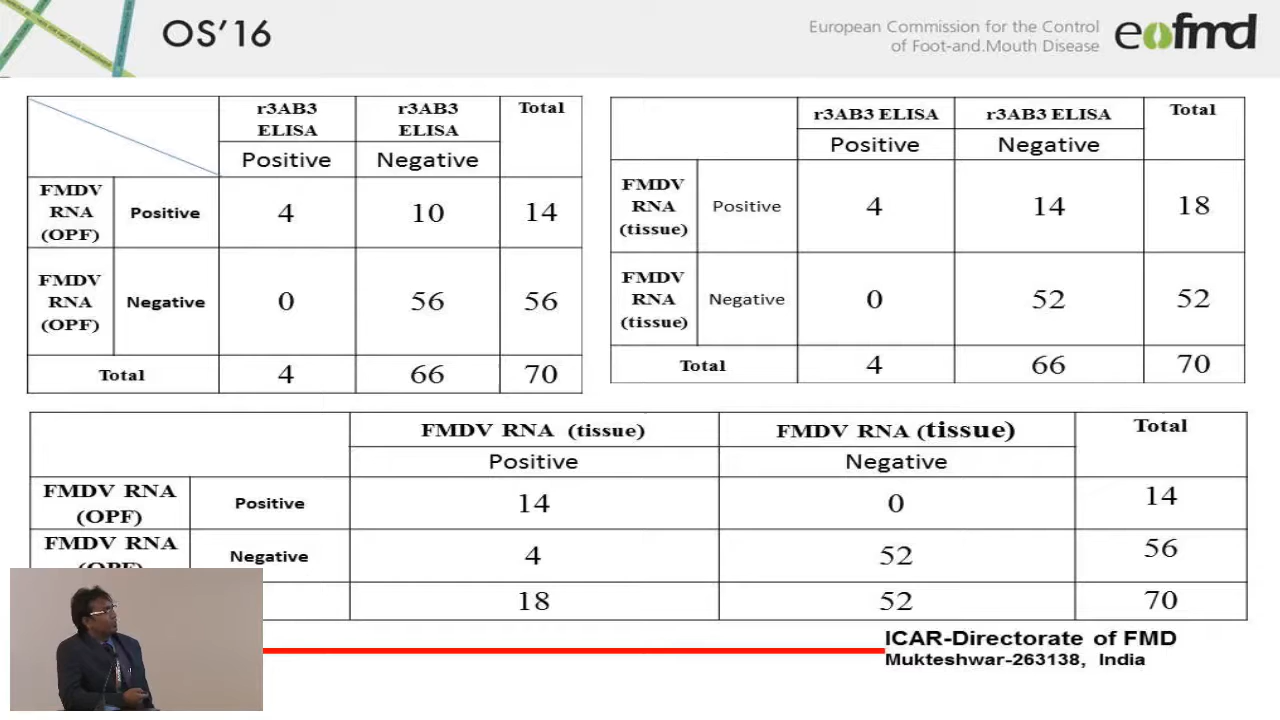 OS’16
European Commission for the Control
of Foot-and.Mouth Disease
eofmd
r3AB3
ELISA
r3AB3
ELISA
Total
Positive
Negative
FMDV
RNA
(OPF)
Positive
4
10
14
FMDV
RNA
(OPF)
Negative
0
56
56
Total
4
66
70
r3AB3 ELISA
r3AB3 ELISA
Total
Positive
Negative
FMDV
RNA
(tissue)
Positive
4
14
18
FMDV
RNA
(tissue)
Negative
0
52
52
Total
4
66
70
FMDV RNA (tissue)
FMDV RNA (tissue)
Total
Positive
Negative
FMDV RNA
(OPF)
Positive
14
0
14
FMDV RNA
(OPF)
Negative
4
52
56
18
52
70
ICAR-Directorate of FMD
Mukteshwar-263138, India